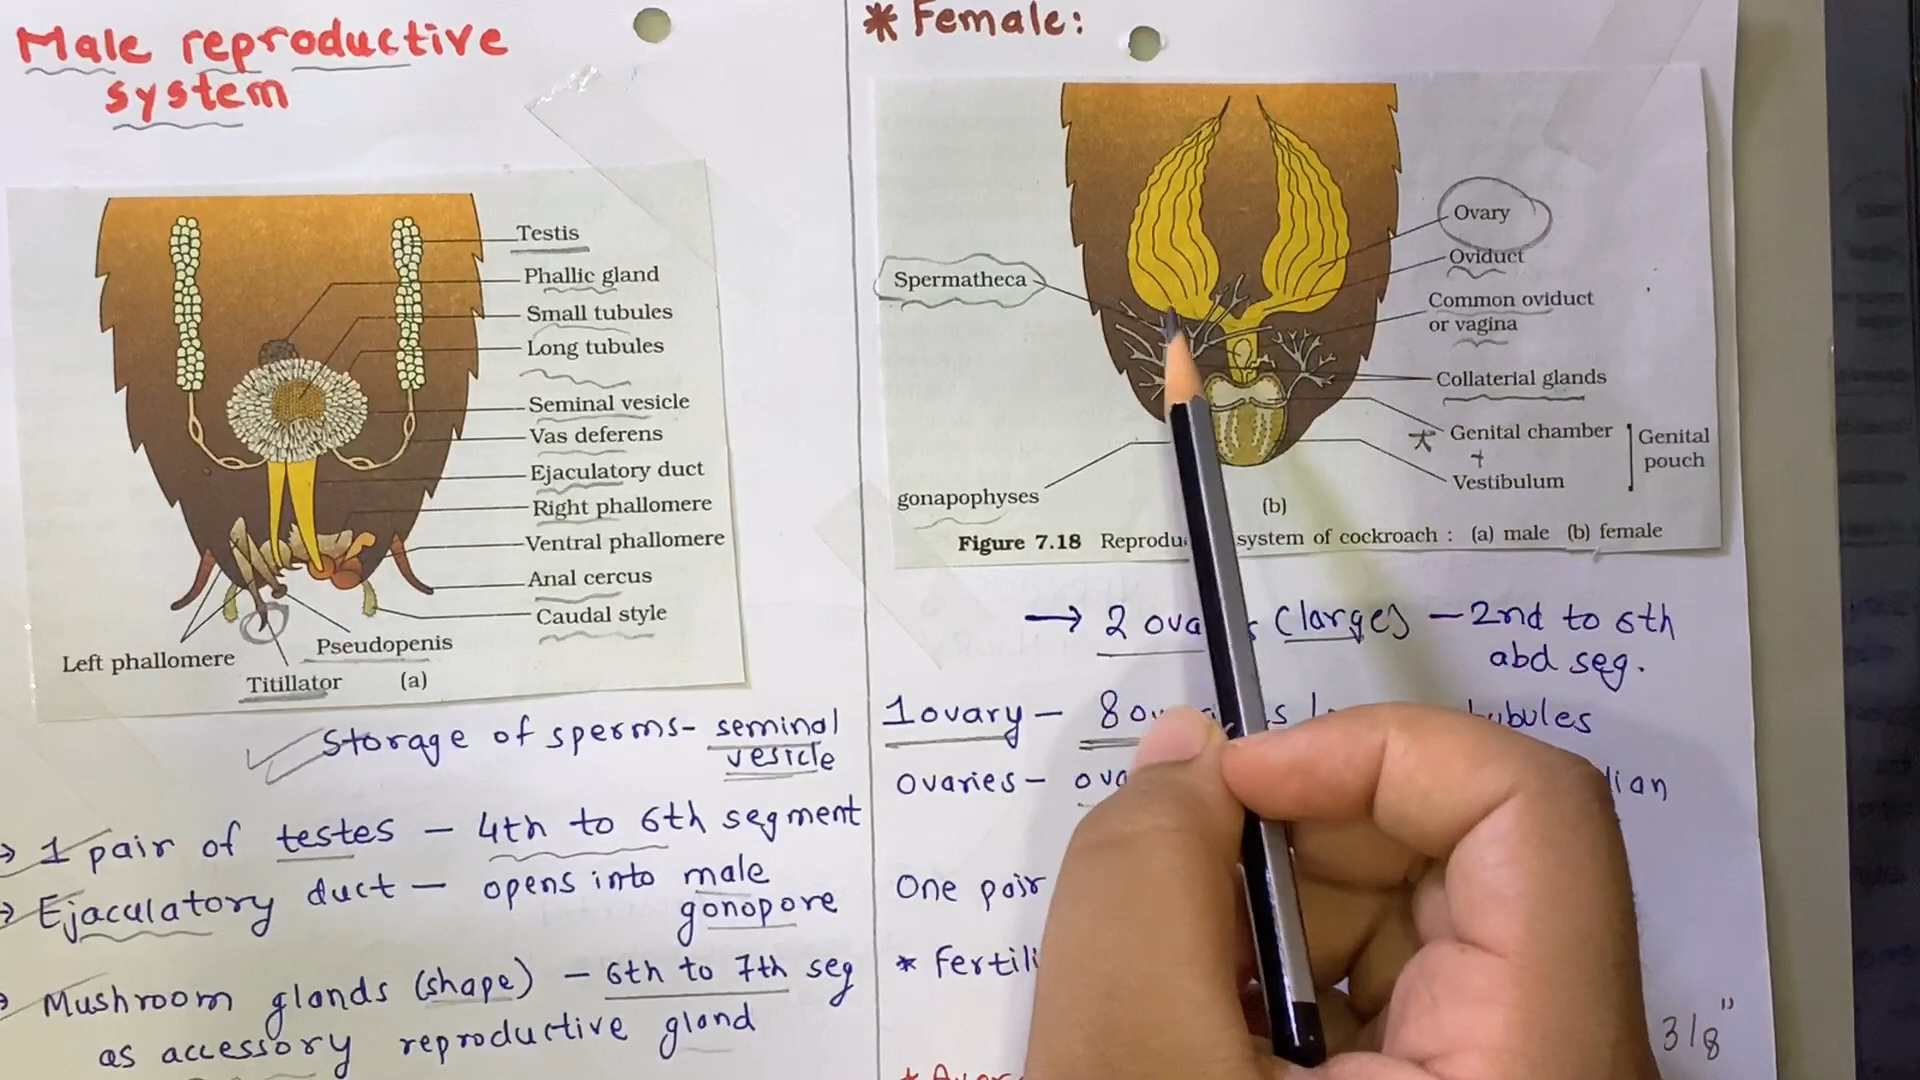 Male reproductive
system
Testis
Phallic gland
Small tubules
Long tubules
Seminal vesicle
Vas deferens
Ejaculatory duct
Right phallomere
Ventral phallomere
Anal cercus
Caudal style
Pseudopenis
Left phallomere
Titillator
(a)
Storage of sperms- seminal
vesicle
→ 1 pair of testes - 4th to 6th segment
→ Ejaculatory duct - opens into male
gonopore
→ Mushroom glands (shape) - 6th to 7th seg
as accessory reproductive gland
* Female:
Ovary
Oviduct
Spermatheca
Common oviduct
or vagina
Collaterial glands
Genital chamber
+
Vestibulum
Genital
pouch
gonapophyses
(b)
Figure 7.18 Reprodu system of cockroach : (a) male (b) female
→ 2 ova (large) - 2nd to 6th
abd seg.
1 ovary - 8 tubules
ovaries -
One pair
* Fertili
3/8"